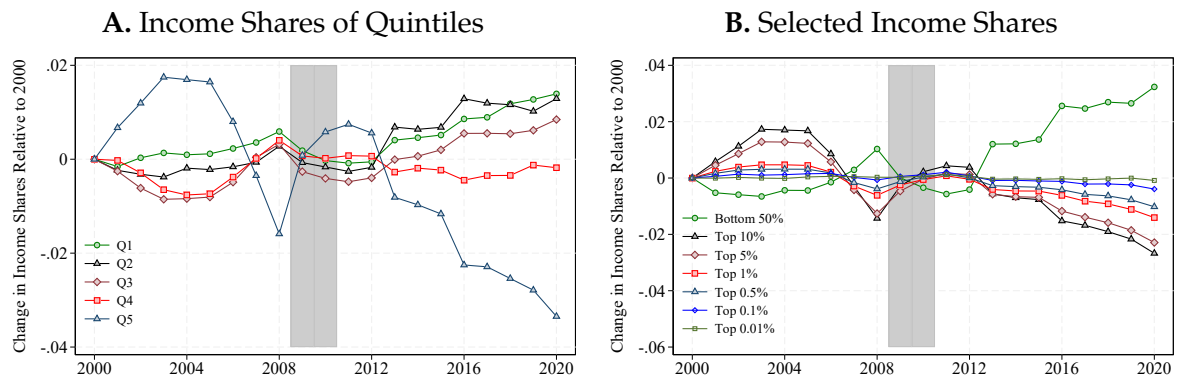 A. Income Shares of Quintiles
Change in Income Shares Relative to 2000
.02
0
-.02
-.04
Q1
Q2
Q3
Q4
Q5
2000 2004 2008 2012 2016 2020
B. Selected Income Shares
Change in Income Shares Relative to 2000
.04
.02
0
-.02
-.04
-.06
Bottom 50%
Top 10%
Top 5%
Top 1%
Top 0.5%
Top 0.1%
Top 0.01%
2000 2004 2008 2012 2016 2020